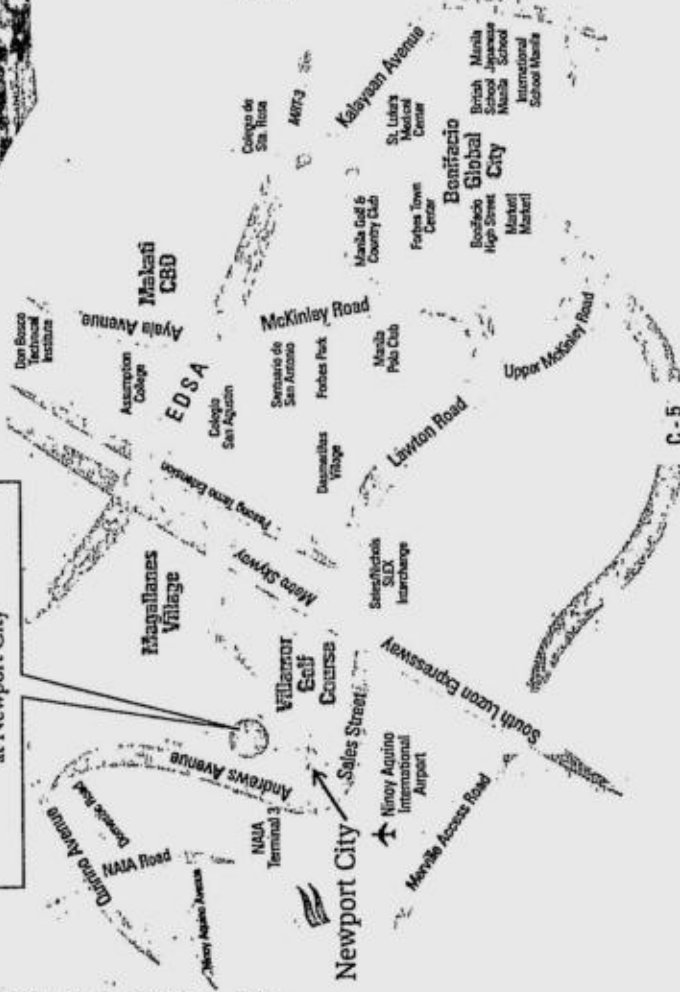 at Newport City
Quirino Avenue
Domestic Road
NAIA Road
Ninoy Aquino Avenue
Andrews Avenue
NAIA
Terminal 3
Newport City
Sales Street
Ninoy Aquino
International
Airport
Merville Access Road
South Luzon Expressway
Villamor
Golf
Course
Magallanes
Village
Metro Skyway
Pasong Tamo Extension
Sales/Nichols
SLEX
Interchange
Don Bosco
Technical
Institute
Assumption
College
EDSA
Ayala Avenue
Makati
CBD
Colegio
San Agustin
Santuario de
San Antonio
Forbes Park
Dasmariñas
Village
McKinley Road
Manila
Polo Club
Lawton Road
Upper McKinley Road
C-5
Colegio de
Sta. Rosa
MRT-3
Kalayaan Avenue
Manila Golf &
Country Club
St. Luke's
Medical
Center
Forbes Town
Center
Bonifacio
Global
City
Bonifacio
High Street
Market!
Market!
British
School
Manila
Manila
Japanese
School
International
School Manila